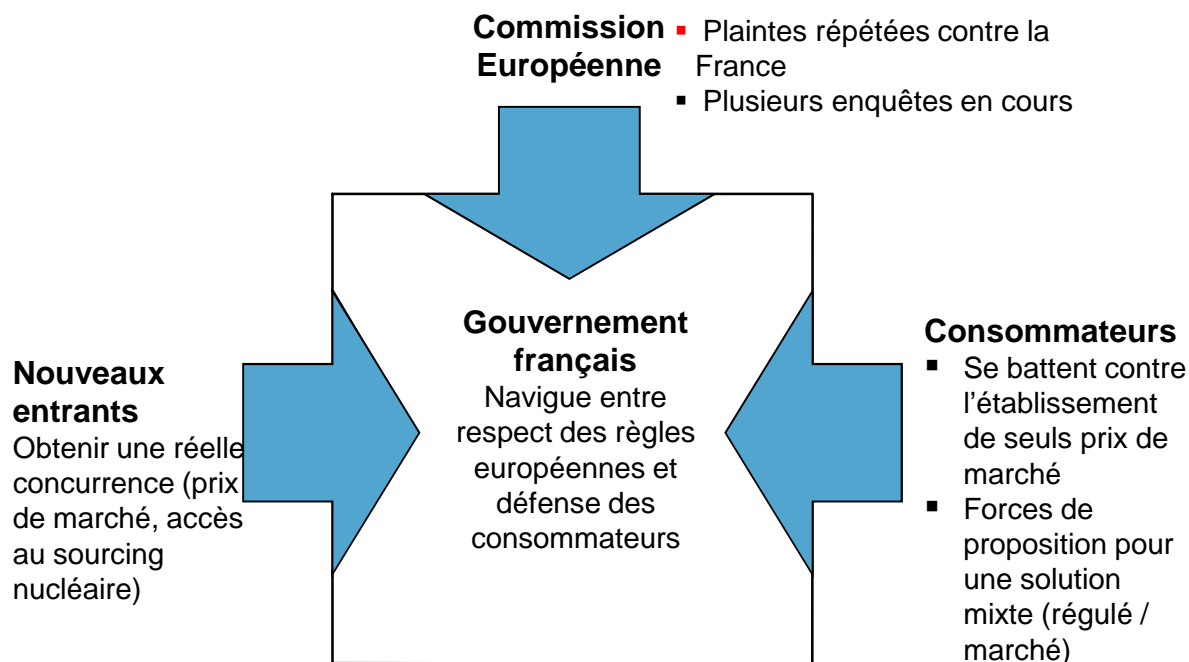 Commission
Européenne
▪ Plaintes répétées contre la
France
▪ Plusieurs enquêtes en cours
Gouvernement
français
Navigue entre
respect des règles
européennes et
défense des
consommateurs
Nouveaux
entrants
Obtenir une réelle
concurrence (prix
de marché, accès
au sourcing
nucléaire)
Consommateurs
▪ Se battent contre
l’établissement
de seuls prix de
marché
▪ Forces de
proposition pour
une solution
mixte (régulé /
marché)